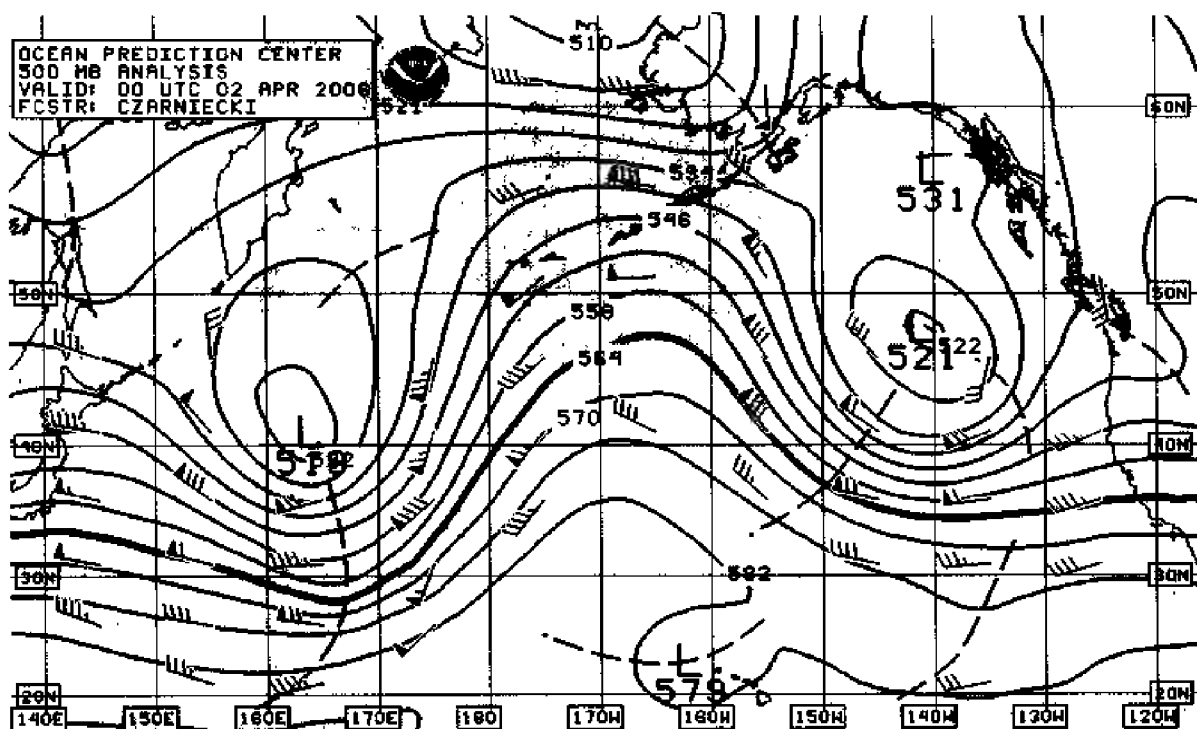 OCEAN PREDICTION CENTER
500 MB ANALYSIS
VALID: 00 UTC 02 APR
FCSTR: CZARNIECKI
510
521
60N
60N
534
531
546
50N
50N
558
522
521
564
570
40N
40N
582
30N
30N
579
20N
20N
140E
150E
160E
170E
180
170W
160W
150W
140W
130W
120W